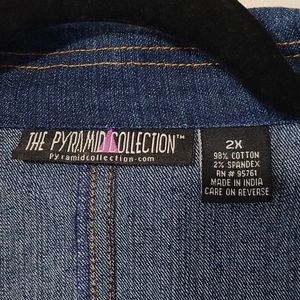 THE PYRAMID COLLECTION™
Pyramidcollection.com
2X
98% COTTON
2% SPANDEX
RN # 95761
MADE IN INDIA
CARE ON REVERSE